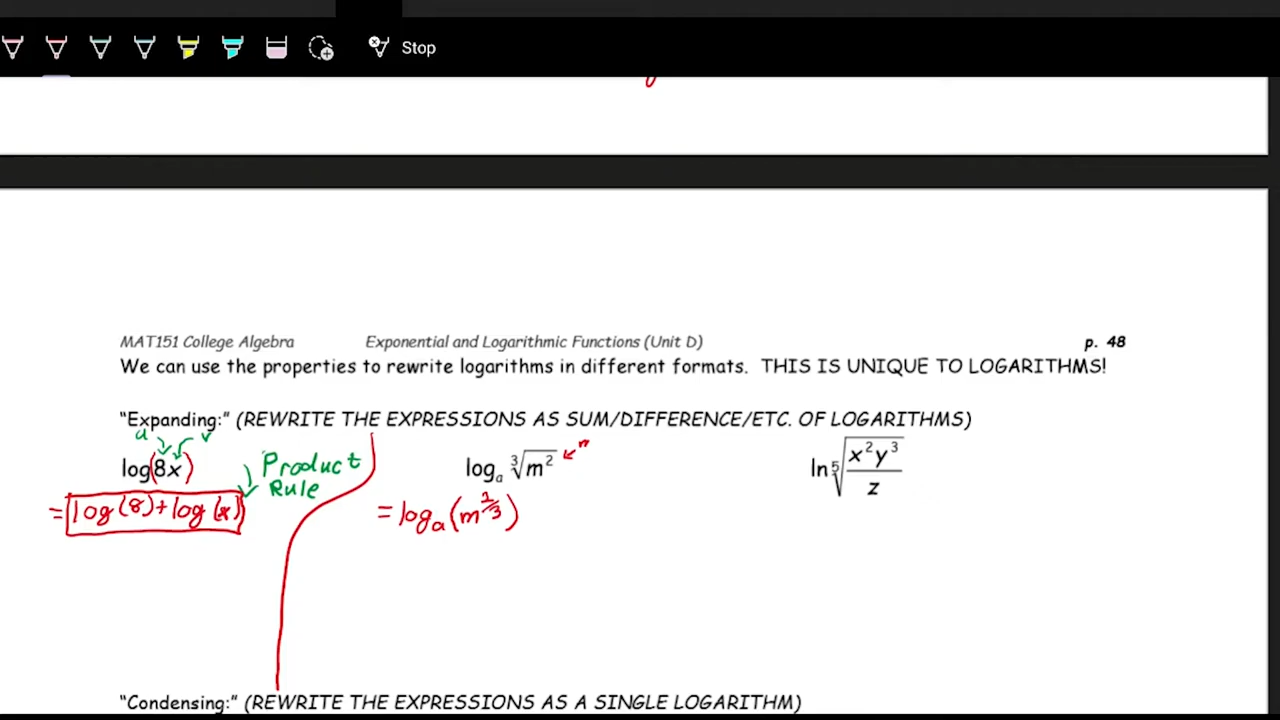 Stop
MAT151 College Algebra Exponential and Logarithmic Functions (Unit D) p. 48
We can use the properties to rewrite logarithms in different formats. THIS IS UNIQUE TO LOGARITHMS!
"Expanding:" (REWRITE THE EXPRESSIONS AS SUM/DIFFERENCE/ETC. OF LOGARITHMS)
log(8x) Product Rule
= log(8)+log(x)
logₐ ∛m²
= logₐ(m^2/3)
ln ⁵√(x²y³/z)
"Condensing:" (REWRITE THE EXPRESSIONS AS A SINGLE LOGARITHM)